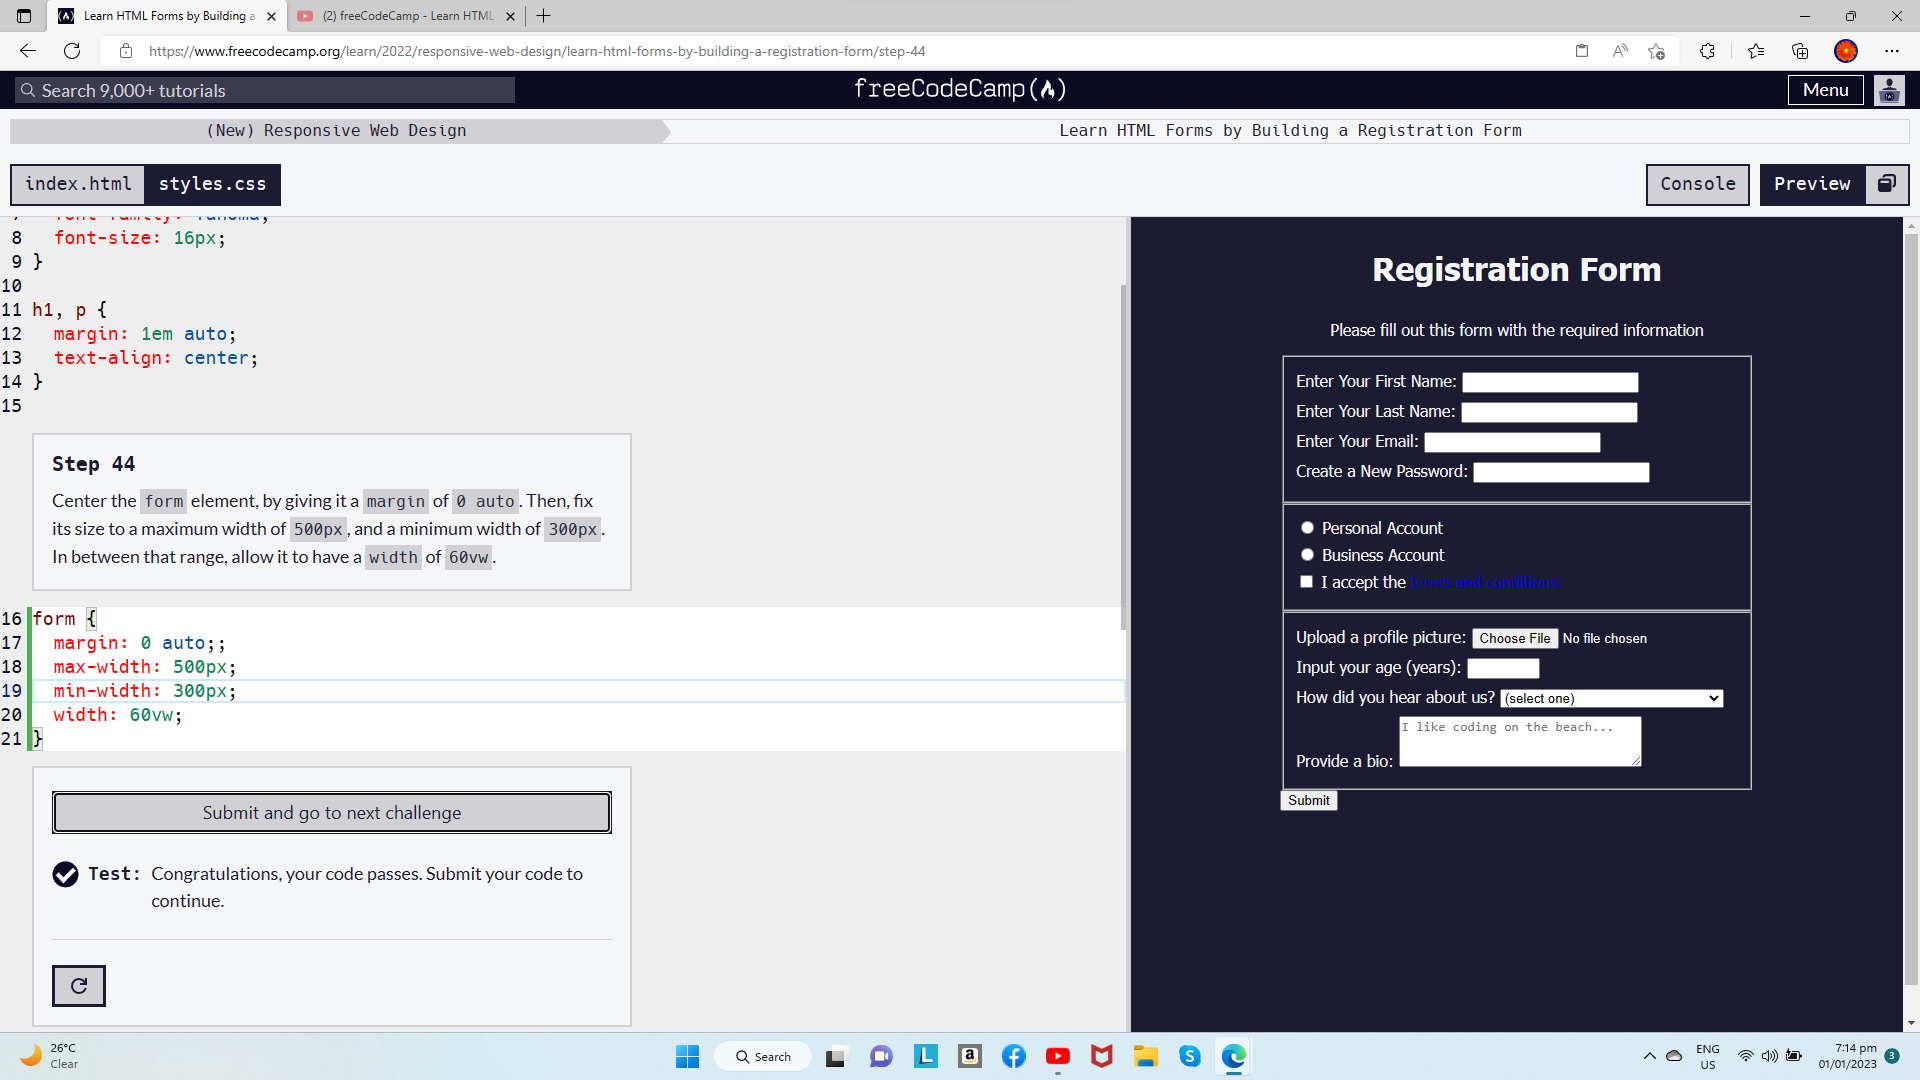 Learn HTML Forms by Building a
(2) freeCodeCamp - Learn HTML
https://www.freecodecamp.org/learn/2022/responsive-web-design/learn-html-forms-by-building-a-registration-form/step-44
Search 9,000+ tutorials
freeCodeCamp
Menu
(New) Responsive Web Design
Learn HTML Forms by Building a Registration Form
index.html
styles.css
Console
Preview
7 font-family: Tahoma;
8 font-size: 16px;
9 }
10
11 h1, p {
12 margin: 1em auto;
13 text-align: center;
14 }
15
Step 44
Center the form element, by giving it a margin of 0 auto. Then, fix
its size to a maximum width of 500px, and a minimum width of 300px.
In between that range, allow it to have a width of 60vw.
16 form {
17 margin: 0 auto;;
18 max-width: 500px;
19 min-width: 300px;
20 width: 60vw;
21 }
Submit and go to next challenge
Test: Congratulations, your code passes. Submit your code to
continue.
Registration Form
Please fill out this form with the required information
Enter Your First Name:
Enter Your Last Name:
Enter Your Email:
Create a New Password:
Personal Account
Business Account
I accept the terms and conditions
Upload a profile picture: Choose File No file chosen
Input your age (years):
How did you hear about us? (select one)
I like coding on the beach...
Provide a bio:
Submit
26°C
Clear
Search
ENG
US
7:14 pm
01/01/2023
3